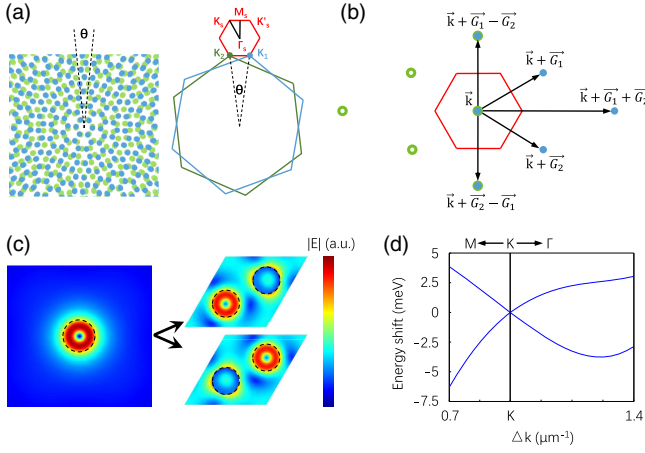 (a)
θ
M_s
K_s
K'_s
Γ_s
K_2
K_1
θ
(b)
k⃗ + G_1⃗ − G_2⃗
k⃗ + G_1⃗
k⃗
k⃗ + G_1⃗ + G_2
k⃗ + G_2⃗
k⃗ + G_2⃗ − G_1⃗
(c)
|E| (a.u.)
(d)
M K Γ
Energy shift (meV)
5
2.5
0
−2.5
−5
−7.5
0.7 K 1.4
Δk (μm⁻¹)